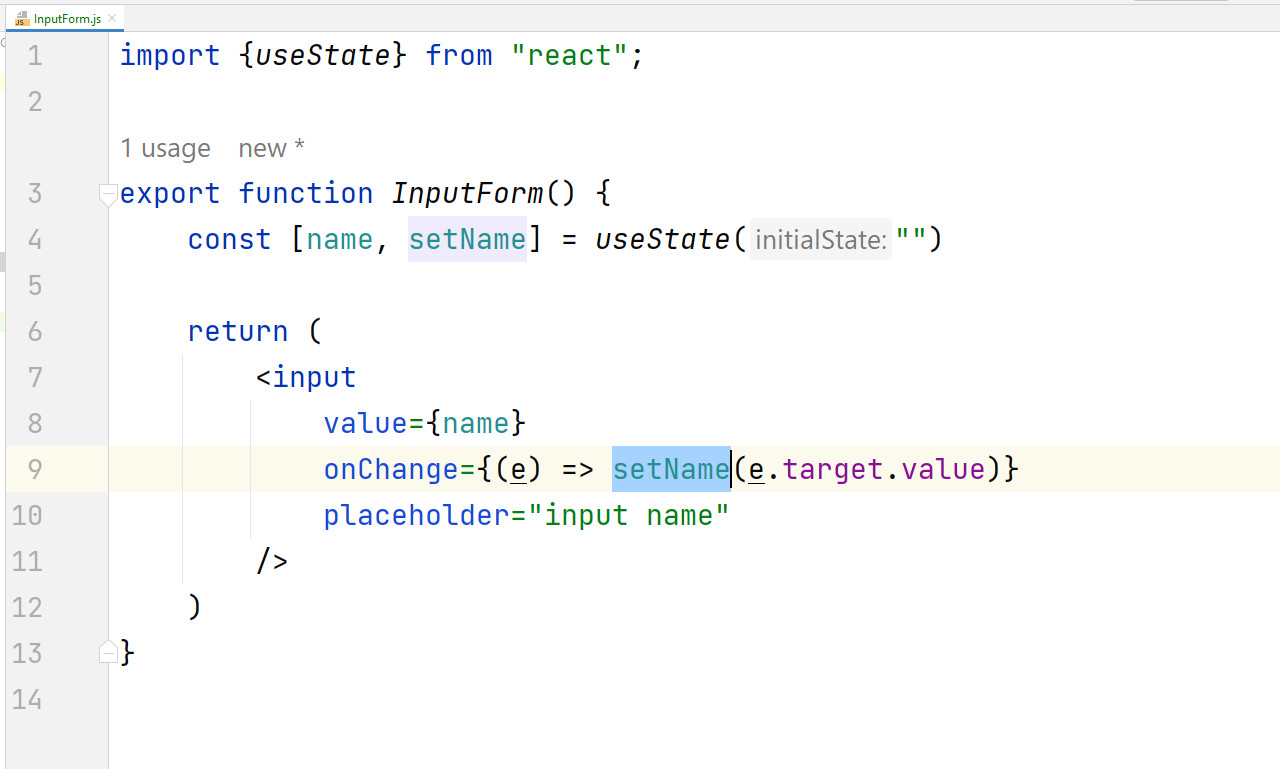 InputForm.js
1 import {useState} from "react";
2
1 usage new *
3 export function InputForm() {
4 const [name, setName] = useState( initialState: "")
5
6 return (
7 <input
8 value={name}
9 onChange={(e) => setName(e.target.value)}
10 placeholder="input name"
11 />
12 )
13 }
14